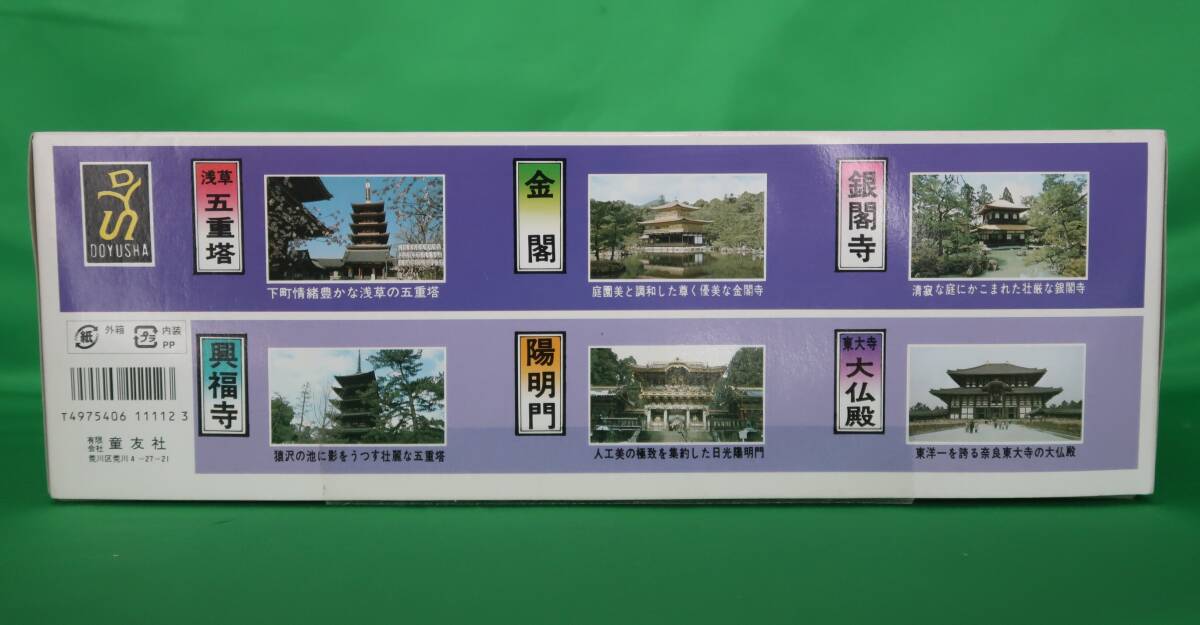 DOYUSHA
浅草
五重塔
下町情緒豊かな浅草の五重塔
金閣
庭園美と調和した尊く優美な金閣寺
銀閣寺
清寂な庭にかこまれた壮厳な銀閣寺
紙
外箱
プラ
内装
PP
T4975406 11112 3
有限会社 童友社
荒川区荒川4-27-21
興福寺
猿沢の池に影をうつす壮麗な五重塔
陽明門
人工美の極致を集約した日光陽明門
東大寺
大仏殿
東洋一を誇る奈良東大寺の大仏殿